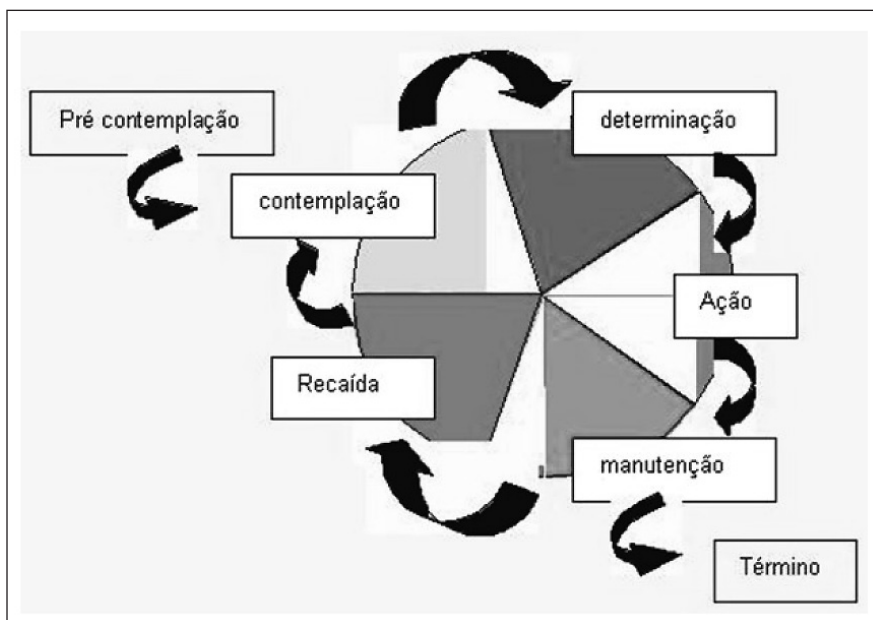 Pré contemplação
determinação
contemplação
Ação
Recaída
manutenção
Término